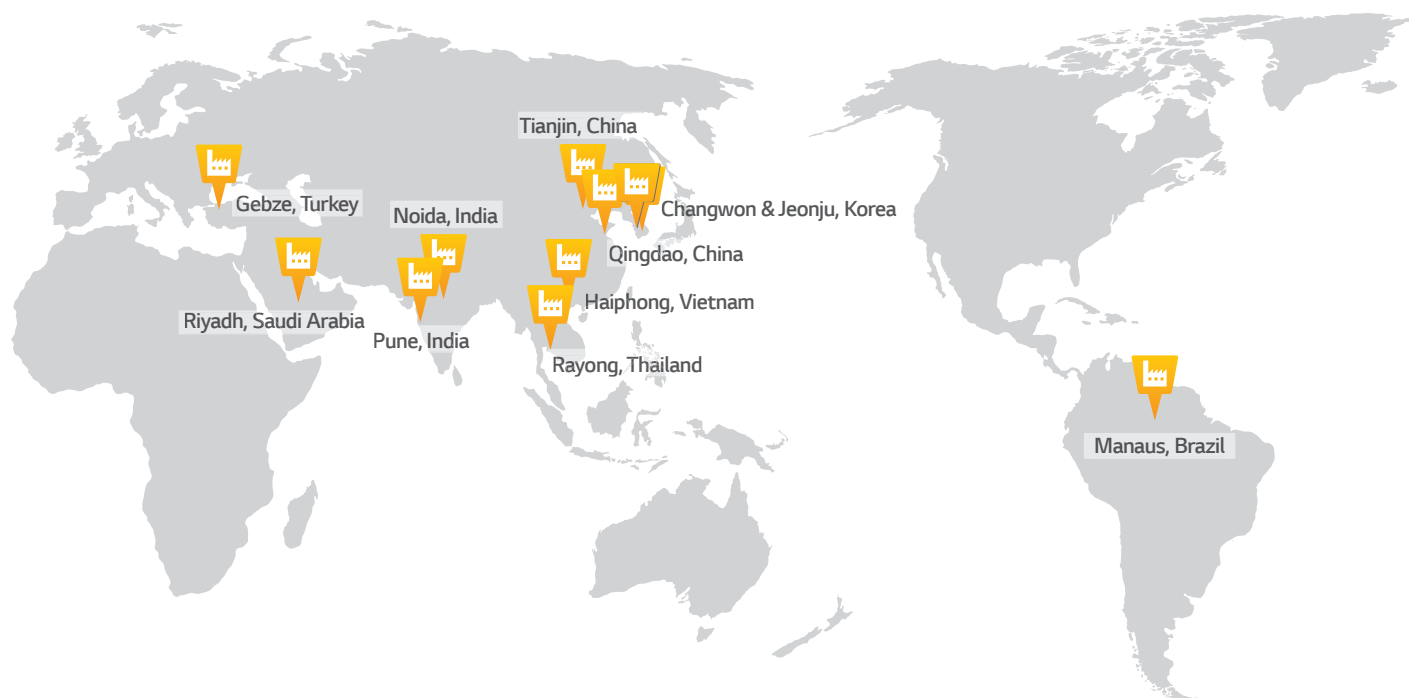 Tianjin, China
Gebze, Turkey
Noida, India
Changwon & Jeonju, Korea
Qingdao, China
Haiphong, Vietnam
Riyadh, Saudi Arabia
Pune, India
Rayong, Thailand
Manaus, Brazil